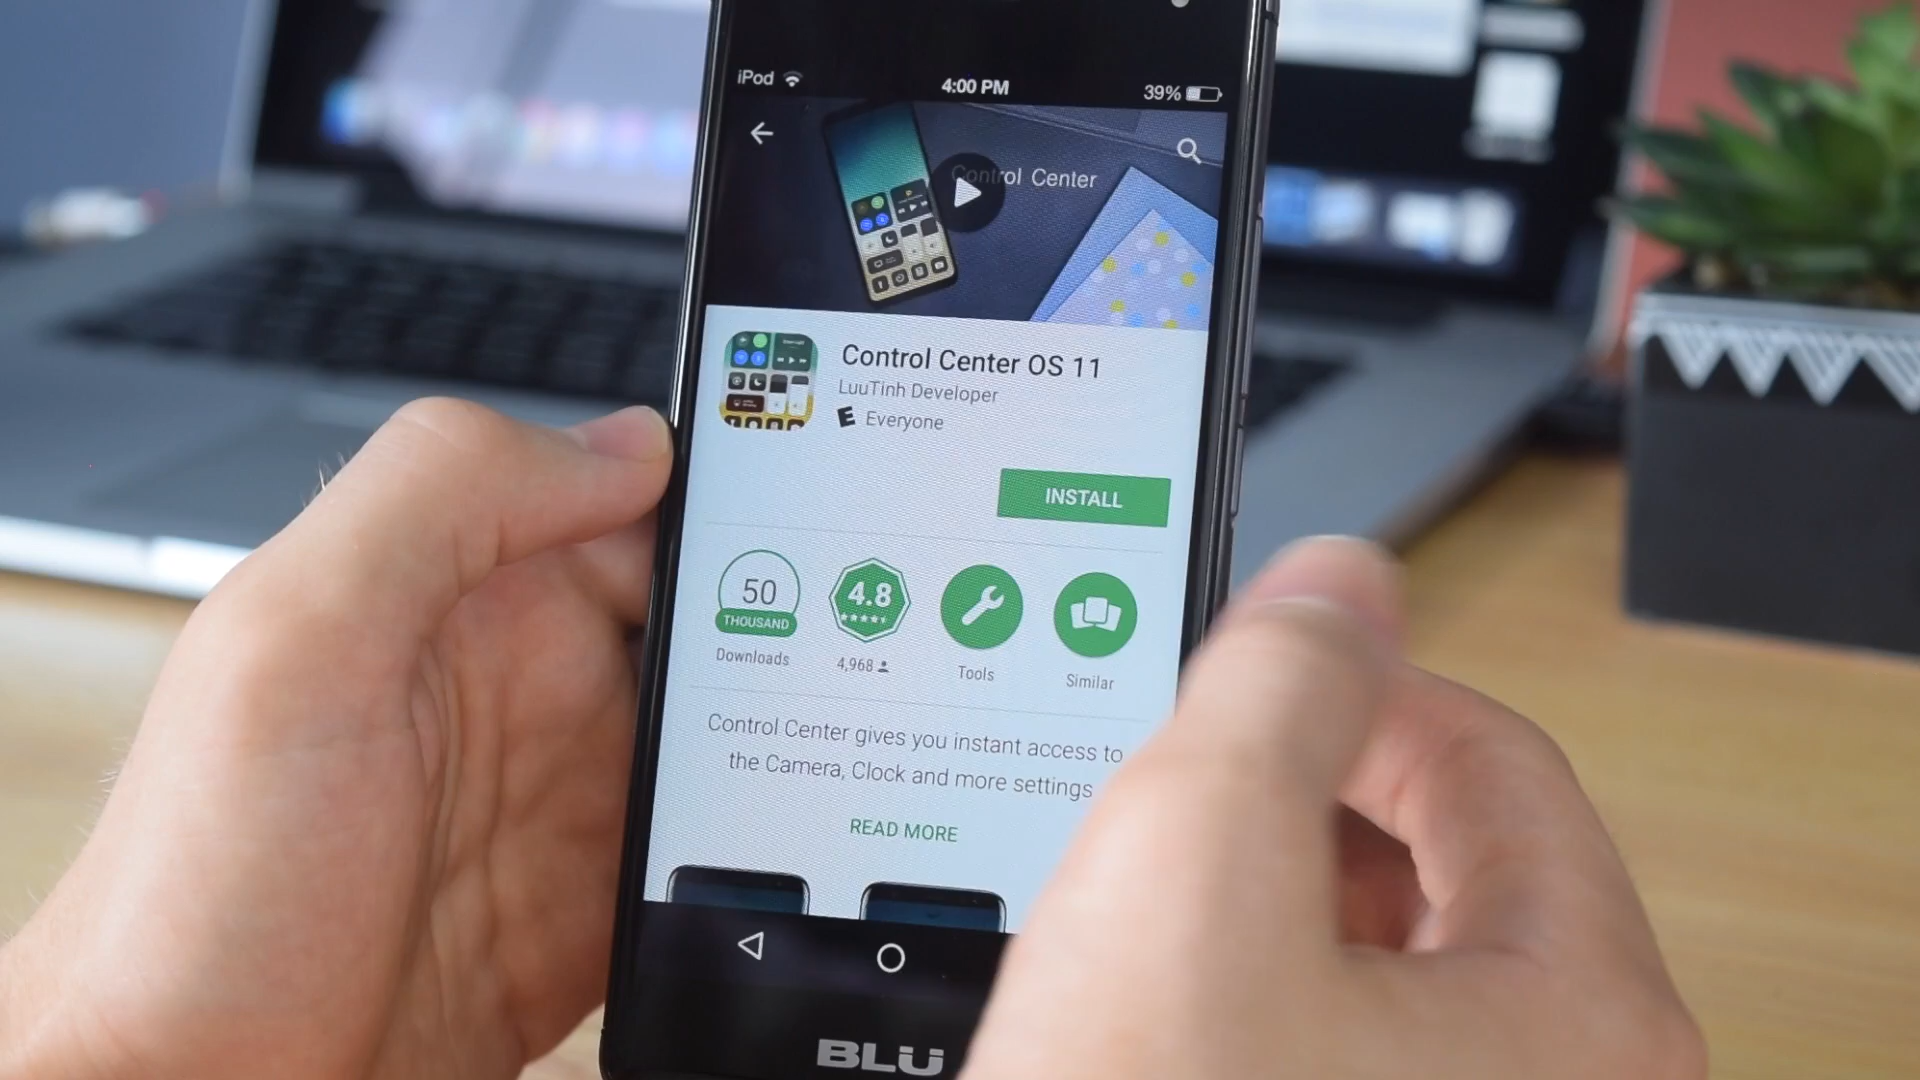 iPod 4:00 PM 39%
Control Center
Control Center OS 11
LuuTinh Developer
E Everyone
INSTALL
50 THOUSAND
Downloads
4.8
4,968
Tools
Similar
Control Center gives you instant access to
the Camera, Clock and more settings
READ MORE
BLU